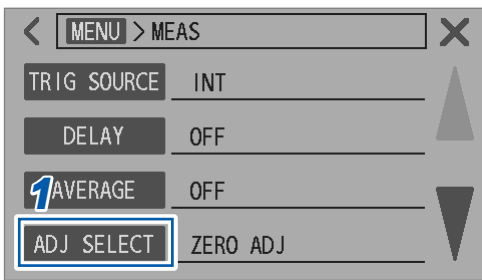 MENU > MEAS
TRIG SOURCE INT
DELAY OFF
1 AVERAGE OFF
ADJ SELECT ZERO ADJ